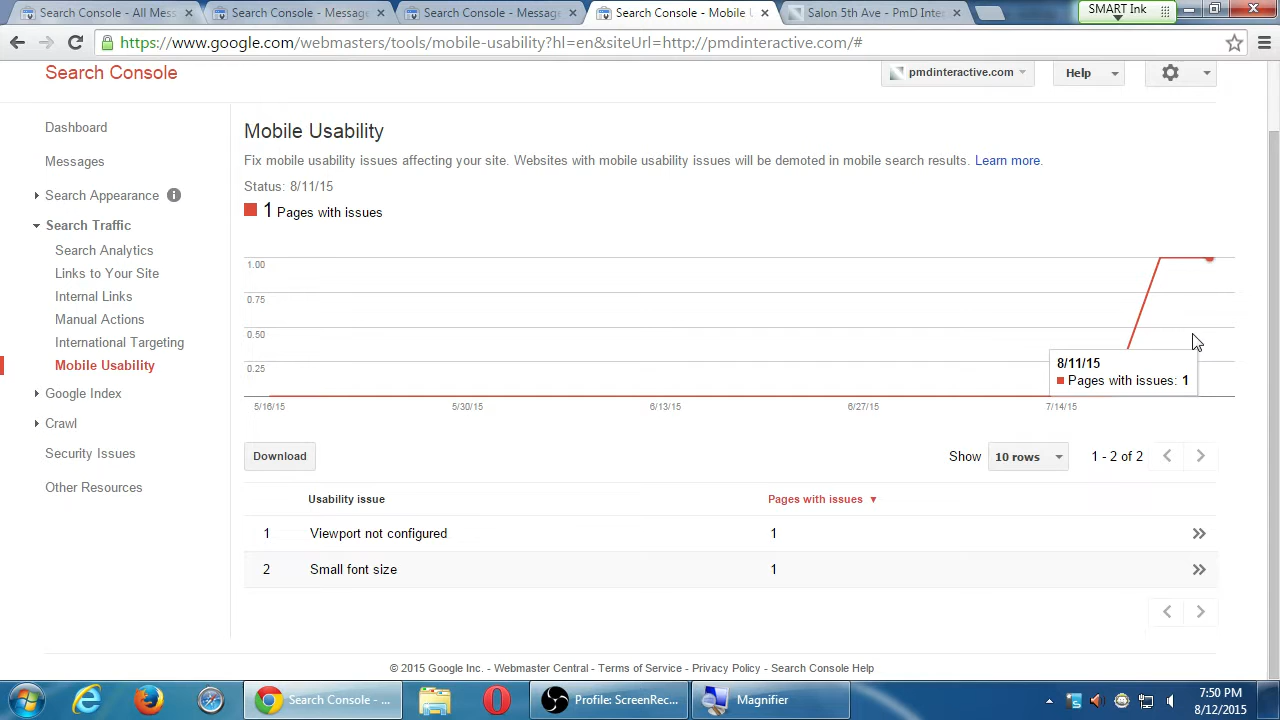 Search Console - All Mess
Search Console - Message
Search Console - Messag
Search Console - Mobile U
Salon 5th Ave - PmD Inter
SMART Ink
https://www.google.com/webmasters/tools/mobile-usability?hl=en&siteUrl=http://pmdinteractive.com/#
Search Console
pmdinteractive.com
Help
Dashboard
Messages
Search Appearance
Search Traffic
Search Analytics
Links to Your Site
Internal Links
Manual Actions
International Targeting
Mobile Usability
Google Index
Crawl
Security Issues
Other Resources
Mobile Usability
Fix mobile usability issues affecting your site. Websites with mobile usability issues will be demoted in mobile search results. Learn more.
Status: 8/11/15
1 Pages with issues
1.00
0.75
0.50
0.25
8/11/15
Pages with issues: 1
5/16/15 5/30/15 6/13/15 6/27/15 7/14/15
Download
Show 10 rows 1 - 2 of 2
Usability issue Pages with issues ▼
1 Viewport not configured 1
2 Small font size 1
© 2015 Google Inc. - Webmaster Central - Terms of Service - Privacy Policy - Search Console Help
Search Console - ...
Profile: ScreenRec...
Magnifier
7:50 PM
8/12/2015